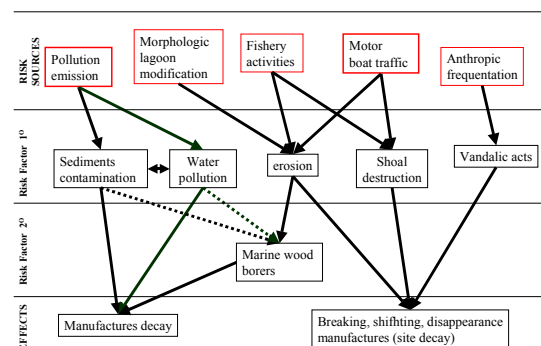 RISK
SOURCES
Pollution
emission
Morphologic
lagoon
modification
Fishery
activities
Motor
boat traffic
Anthropic
frequentation
Risk Factor 1º
Sediments
contamination
Water
pollution
erosion
Shoal
destruction
Vandalic acts
Risk Factor 2º
Marine wood
borers
EFFECTS
Manufactures decay
Breaking, shifhting, disappearance
manufactures (site decay)